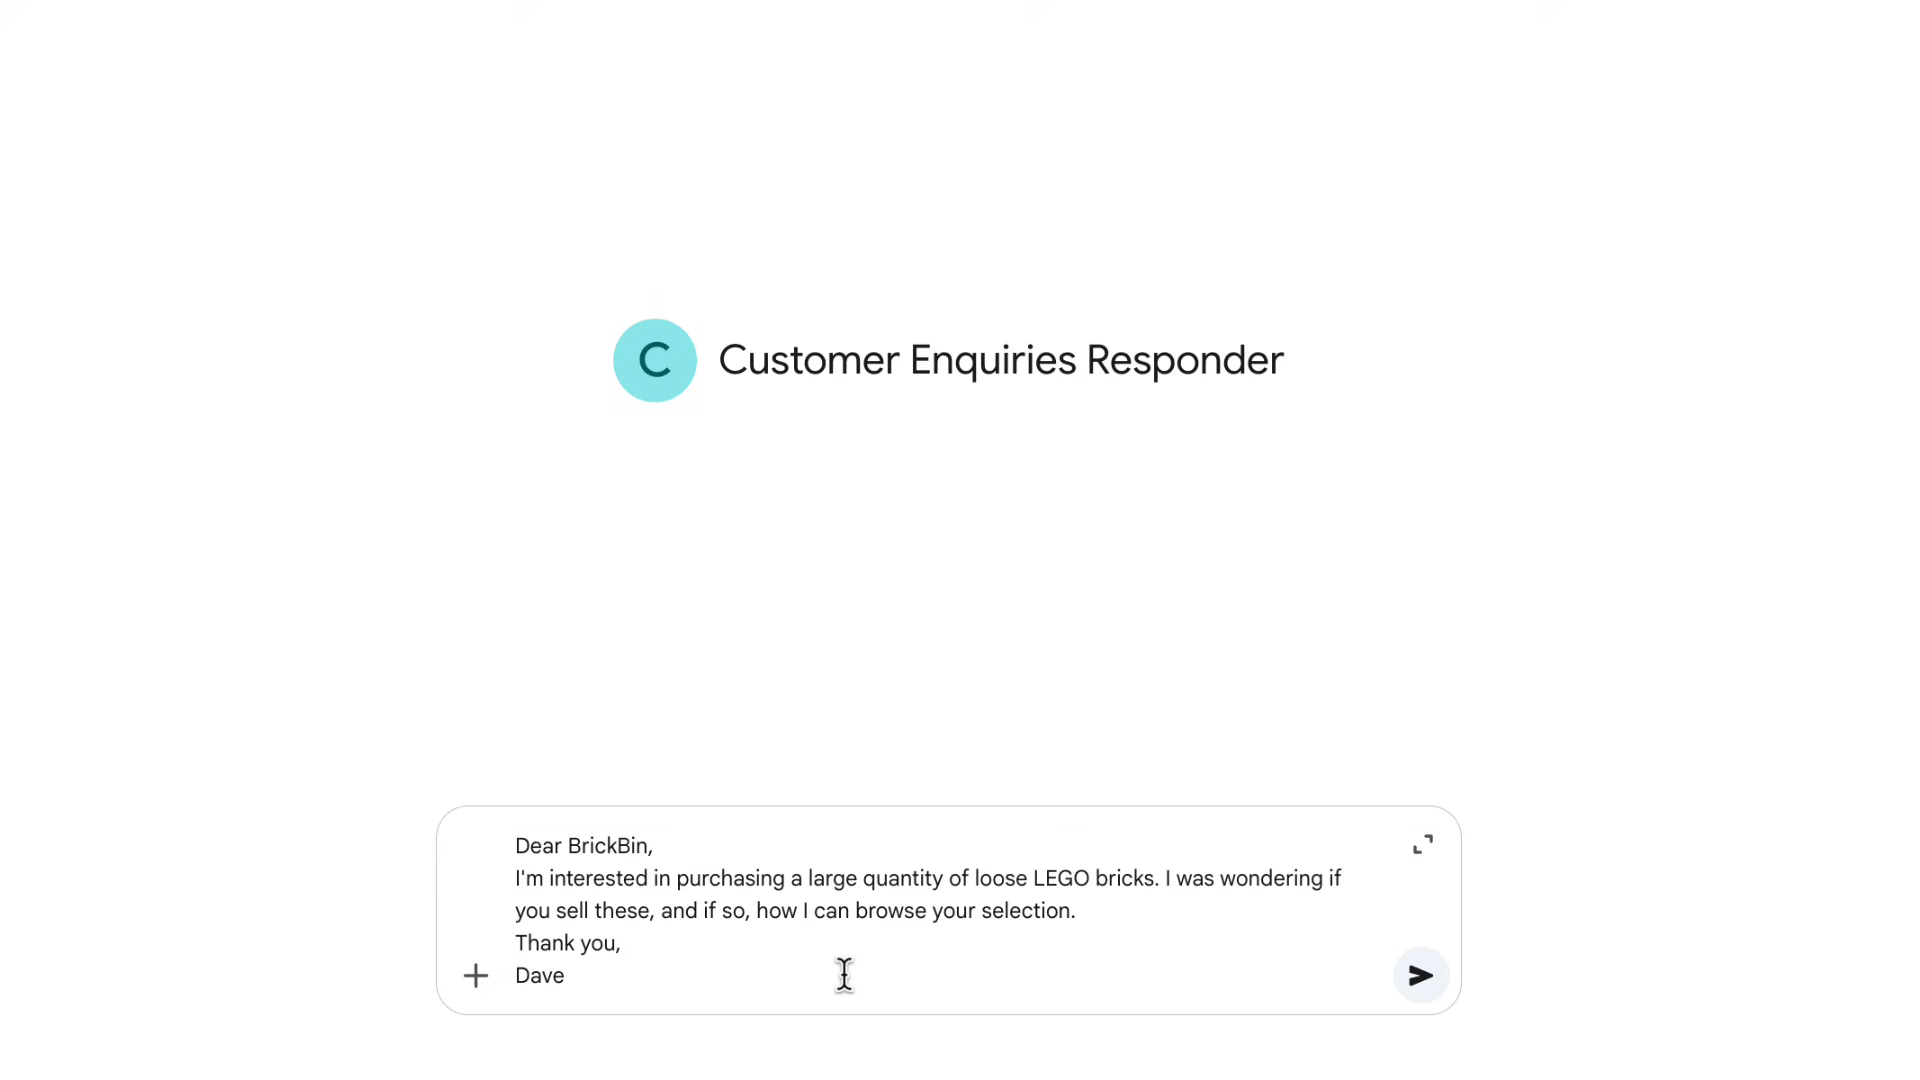 C Customer Enquiries Responder
Dear BrickBin,
I'm interested in purchasing a large quantity of loose LEGO bricks. I was wondering if
you sell these, and if so, how I can browse your selection.
Thank you,
Dave